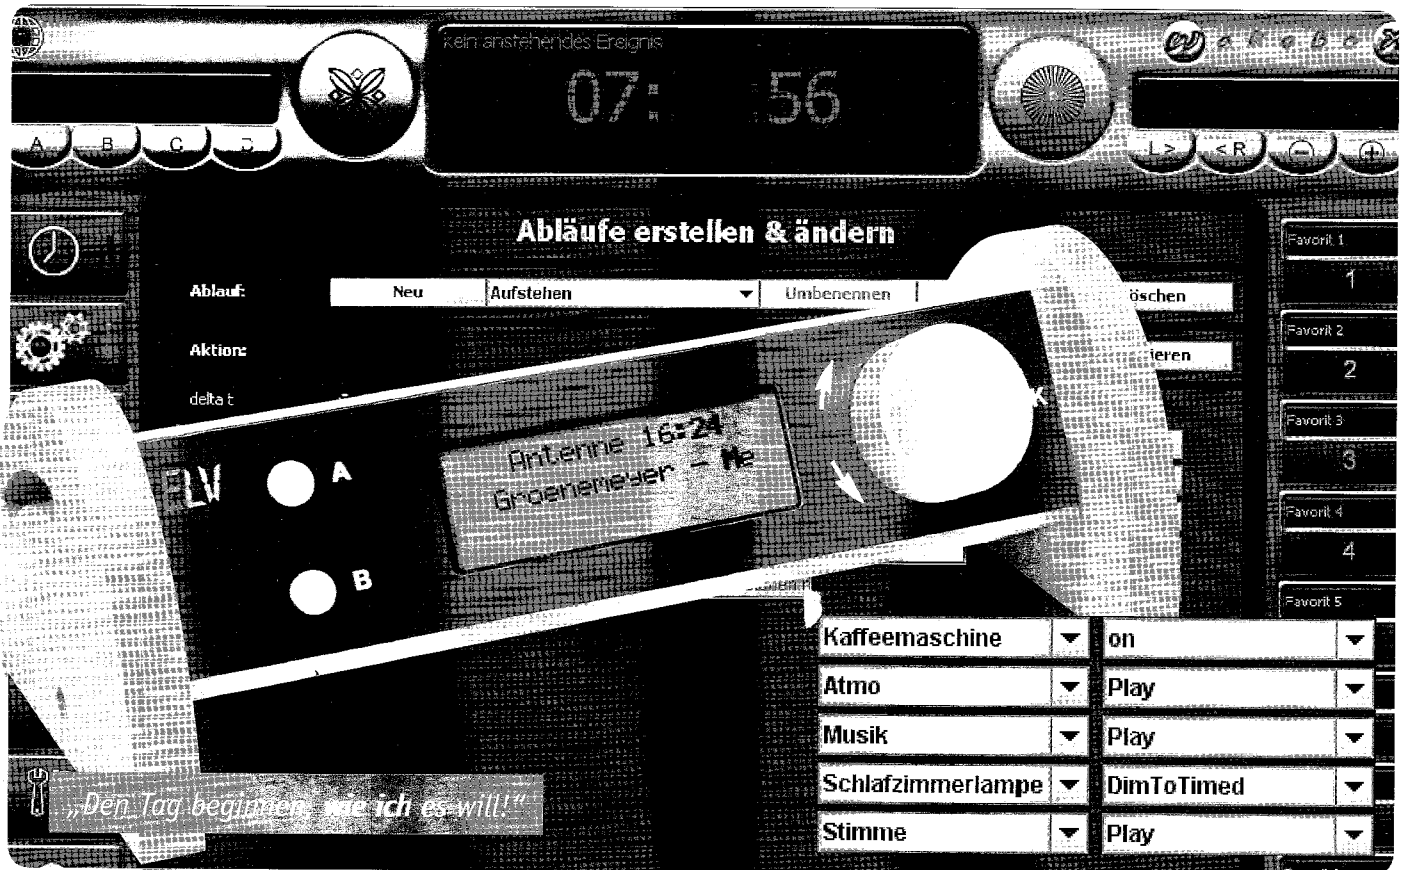 kein anstehendes Ereignis
wakebox
07: :56
A B C D
L > < R - +
Abläufe erstellen & ändern
Ablauf: Neu Aufstehen Umbenennen
Aktion:
delta t
Favorit 1
1
Favorit 2
2
Favorit 3
3
Favorit 4
4
Favorit 5
ELV A
B
Antenne 16:24
Groenemeyer - Me
Kaffeemaschine on
Atmo Play
Musik Play
Schlafzimmerlampe DimToTimed
Stimme Play
„Den Tag beginnen, wie ich es will!“